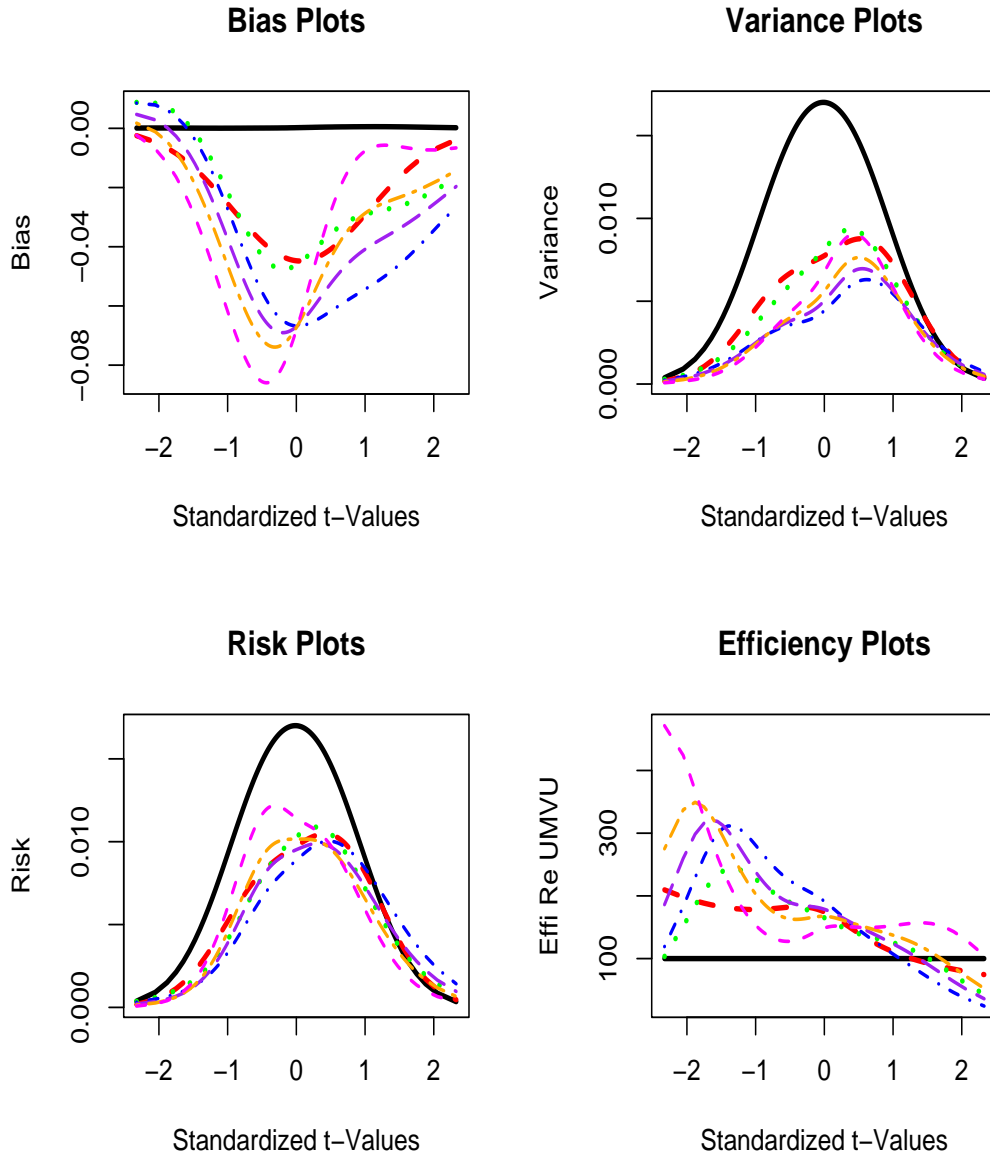 Bias Plots
Bias
0.00
−0.04
−0.08
−2 −1 0 1 2
Standardized t−Values
Variance Plots
Variance
0.010
0.000
−2 −1 0 1 2
Standardized t−Values
Risk Plots
Risk
0.010
0.000
−2 −1 0 1 2
Standardized t−Values
Efficiency Plots
Effi Re UMVU
300
100
−2 −1 0 1 2
Standardized t−Values